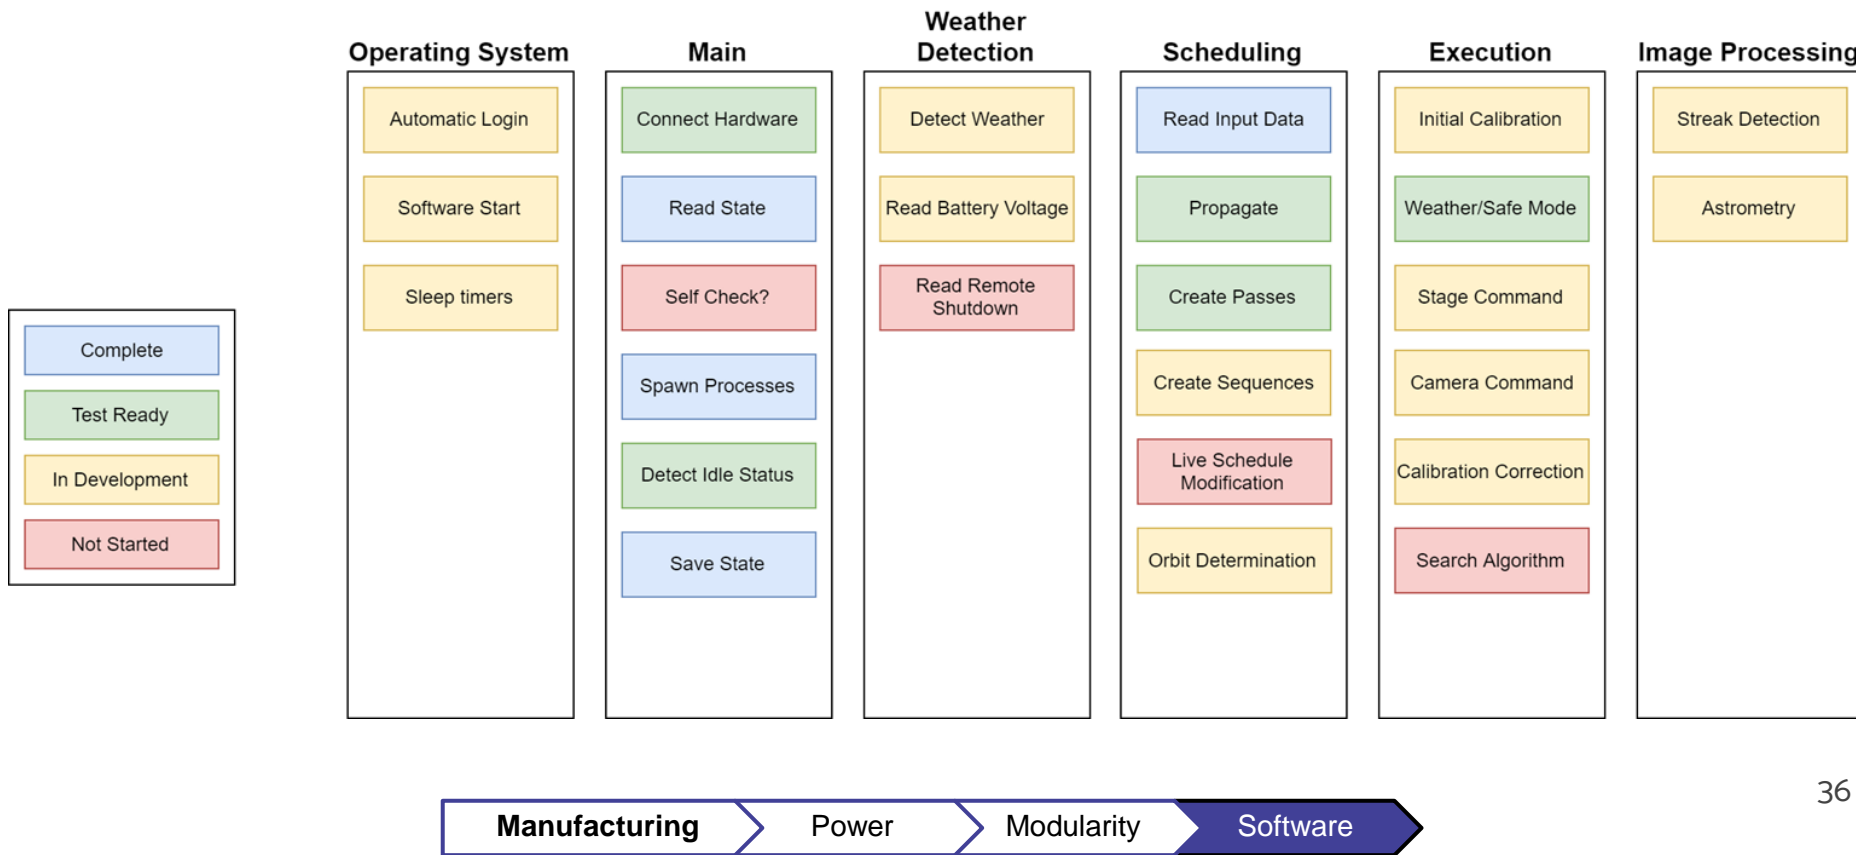 Operating System
Automatic Login
Software Start
Sleep timers
Main
Connect Hardware
Read State
Self Check?
Spawn Processes
Detect Idle Status
Save State
Weather
Detection
Detect Weather
Read Battery Voltage
Read Remote
Shutdown
Scheduling
Read Input Data
Propagate
Create Passes
Create Sequences
Live Schedule
Modification
Orbit Determination
Execution
Initial Calibration
Weather/Safe Mode
Stage Command
Camera Command
Calibration Correction
Search Algorithm
Image Processing
Streak Detection
Astrometry
Complete
Test Ready
In Development
Not Started
36
Manufacturing
Power
Modularity
Software